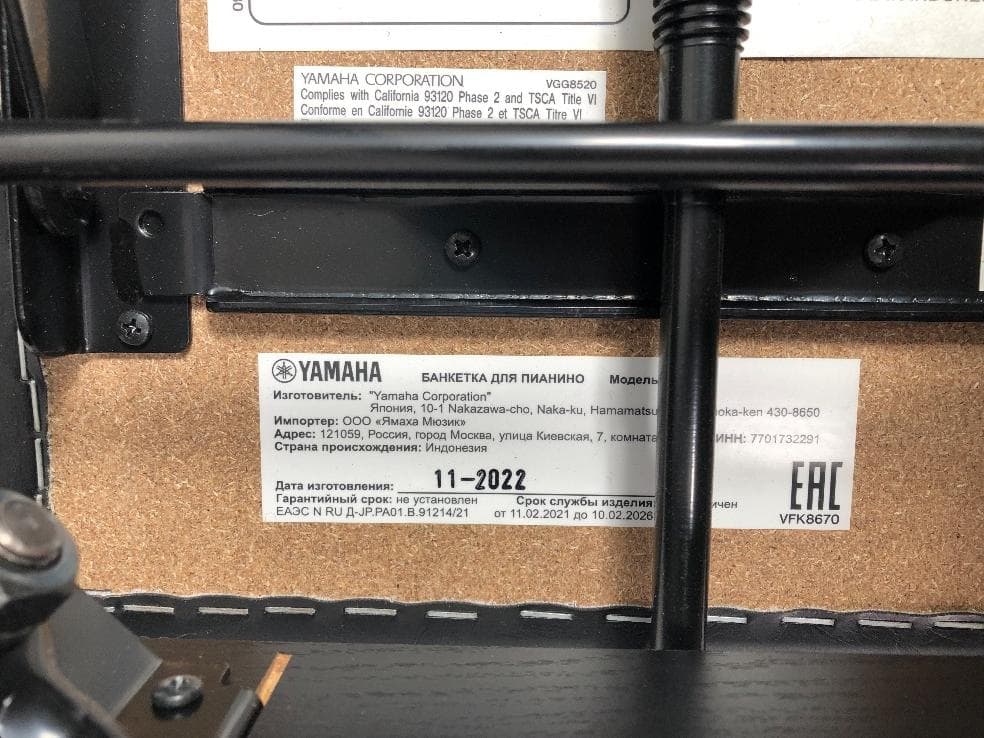 YAMAHA CORPORATION VGG8520
Complies with California 93120 Phase 2 and TSCA Title VI
Conforme en Californie 93120 Phase 2 et TSCA Titre VI
YAMAHA БАНКЕТКА ДЛЯ ПИАНИНО Модель
Изготовитель: "Yamaha Corporation"
Япония, 10-1 Nakazawa-cho, Naka-ku, Hamamatsu oka-ken 430-8650
Импортер: ООО «Ямаха Мюзик»
Адрес: 121059, Россия, город Москва, улица Киевская, 7, комната ИНН: 7701732291
Страна происхождения: Индонезия
Дата изготовления: 11-2022
Гарантийный срок: не установлен Срок службы изделия: ичен
ЕАЭС N RU Д-JP.РА01.В.91214/21 от 11.02.2021 до 10.02.2026
EAC
VFK8670